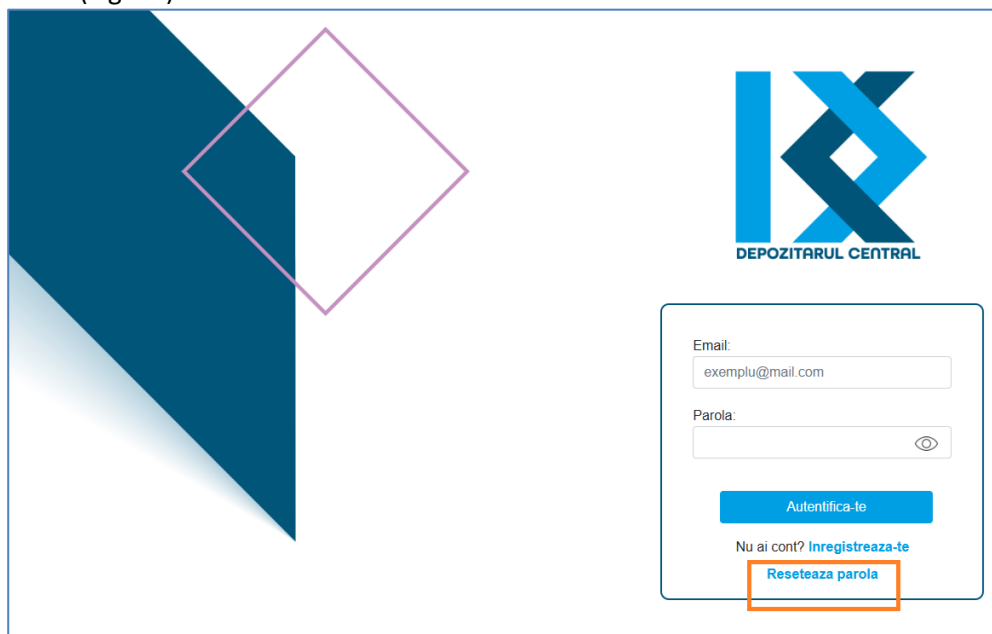 DEPOZITARUL CENTRAL
Email:
exemplu@mail.com
Parola:
Autentifica-te
Nu ai cont? Inregistreaza-te
Reseteaza parola